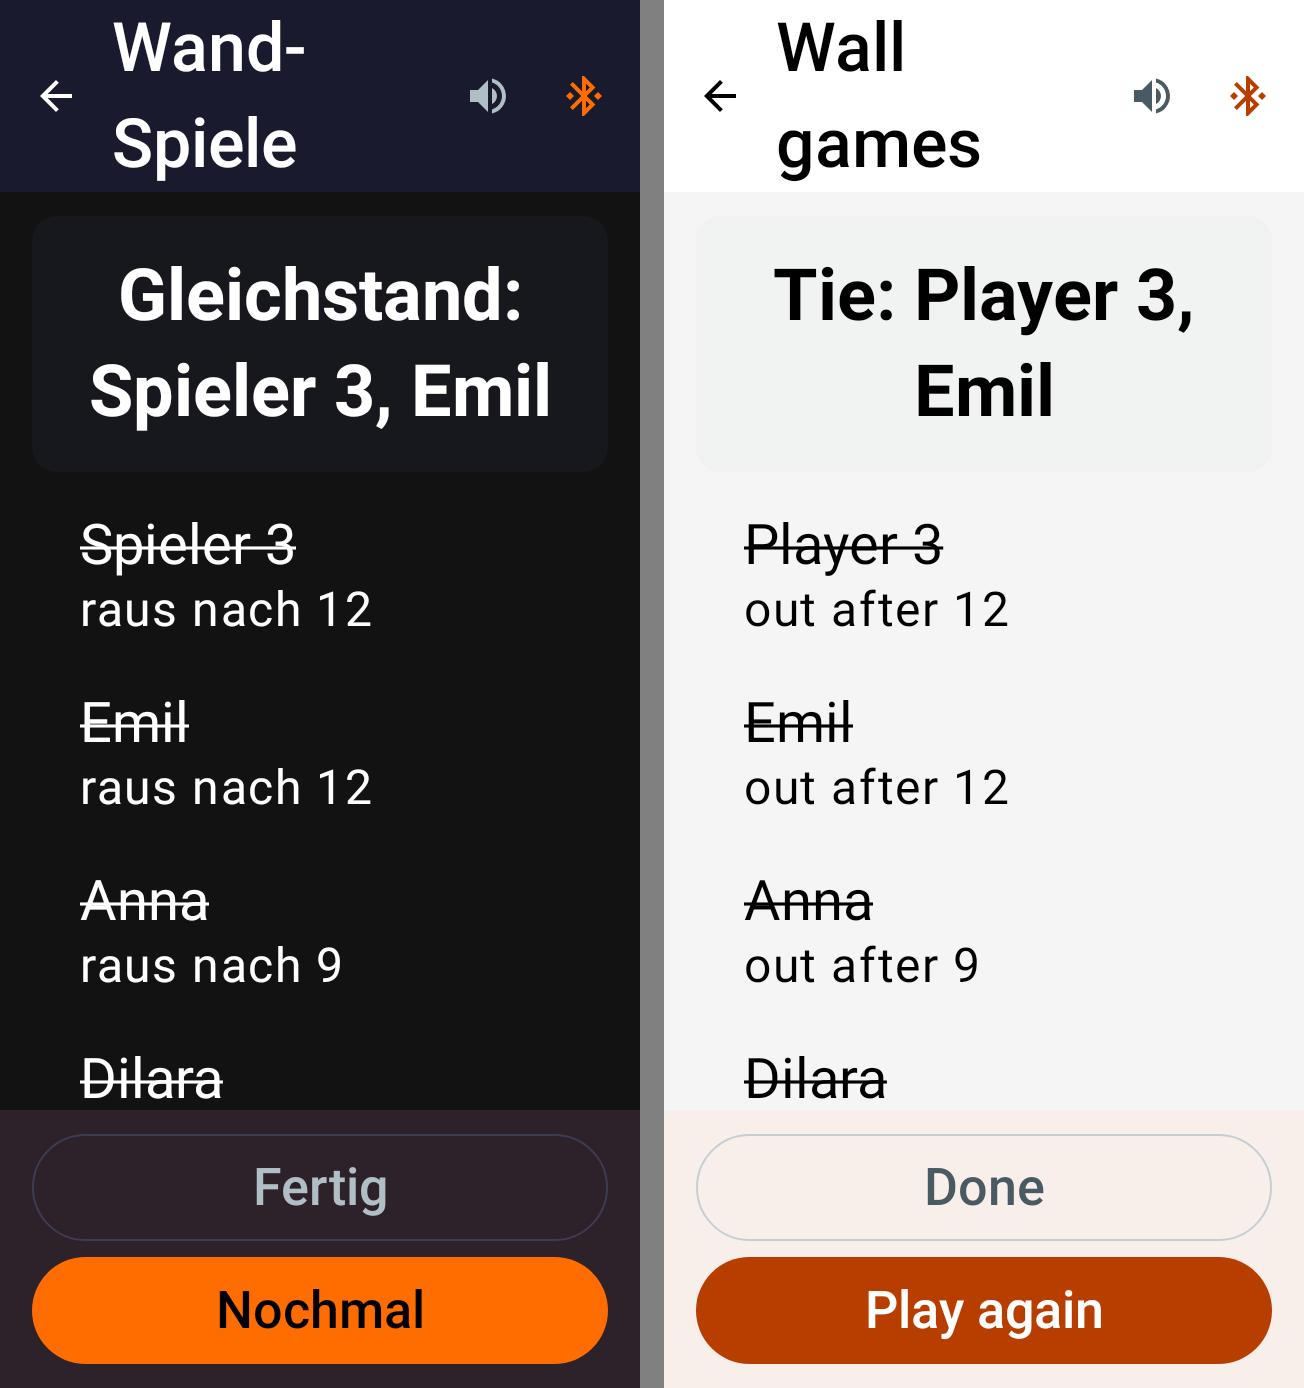 Wand-
Spiele
Gleichstand:
Spieler 3, Emil
Spieler 3
raus nach 12
Emil
raus nach 12
Anna
raus nach 9
Dilara
Fertig
Nochmal
Wall
games
Tie: Player 3,
Emil
Player 3
out after 12
Emil
out after 12
Anna
out after 9
Dilara
Done
Play again